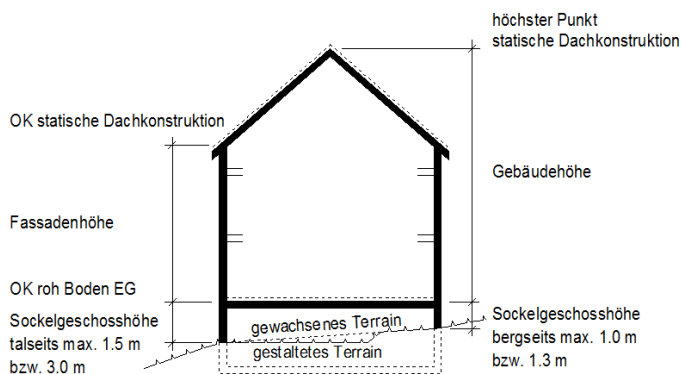 höchster Punkt
statische Dachkonstruktion
OK statische Dachkonstruktion
Gebäudehöhe
Fassadenhöhe
OK roh Boden EG
Sockelgeschosshöhe
talseits max. 1.5 m
bzw. 3.0 m
gewachsenes Terrain
gestaltetes Terrain
Sockelgeschosshöhe
bergseits max. 1.0 m
bzw. 1.3 m